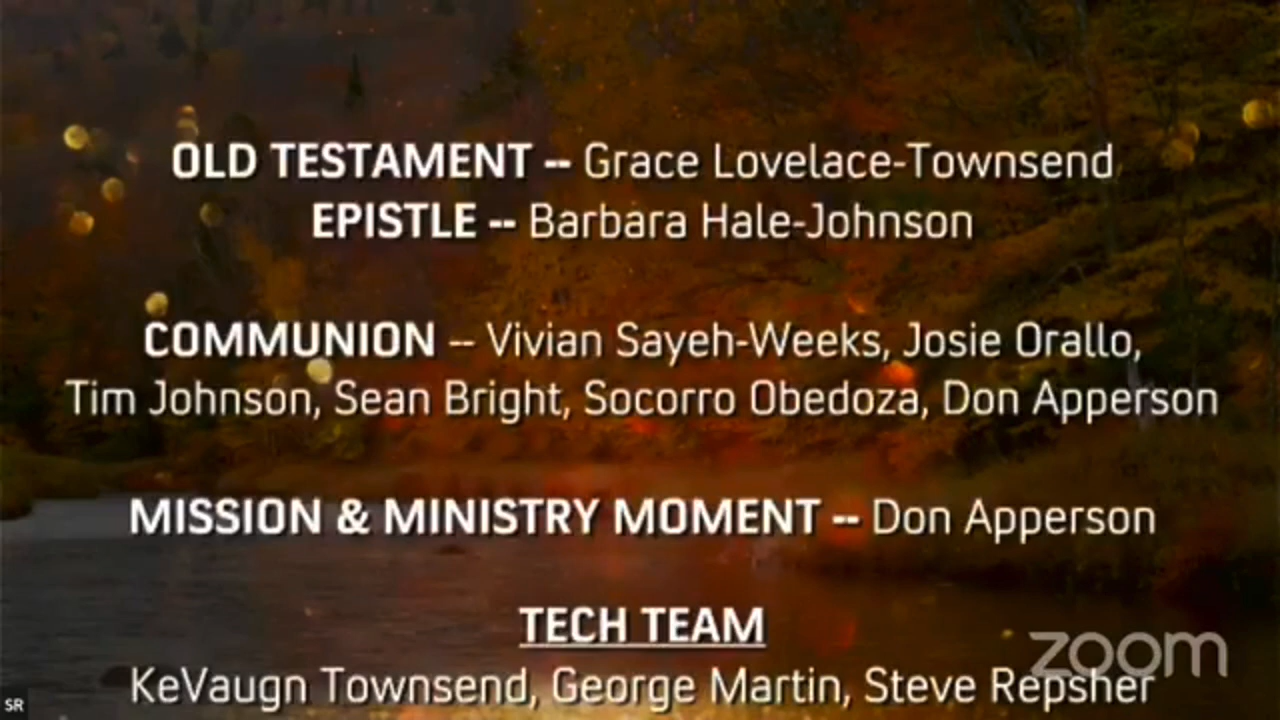 OLD TESTAMENT -- Grace Lovelace-Townsend
EPISTLE -- Barbara Hale-Johnson
COMMUNION -- Vivian Sayeh-Weeks, Josie Orallo,
Tim Johnson, Sean Bright, Socorro Obedoza, Don Apperson
MISSION & MINISTRY MOMENT -- Don Apperson
TECH TEAM
KeVaugn Townsend, George Martin, Steve Repsher
zoom
SR